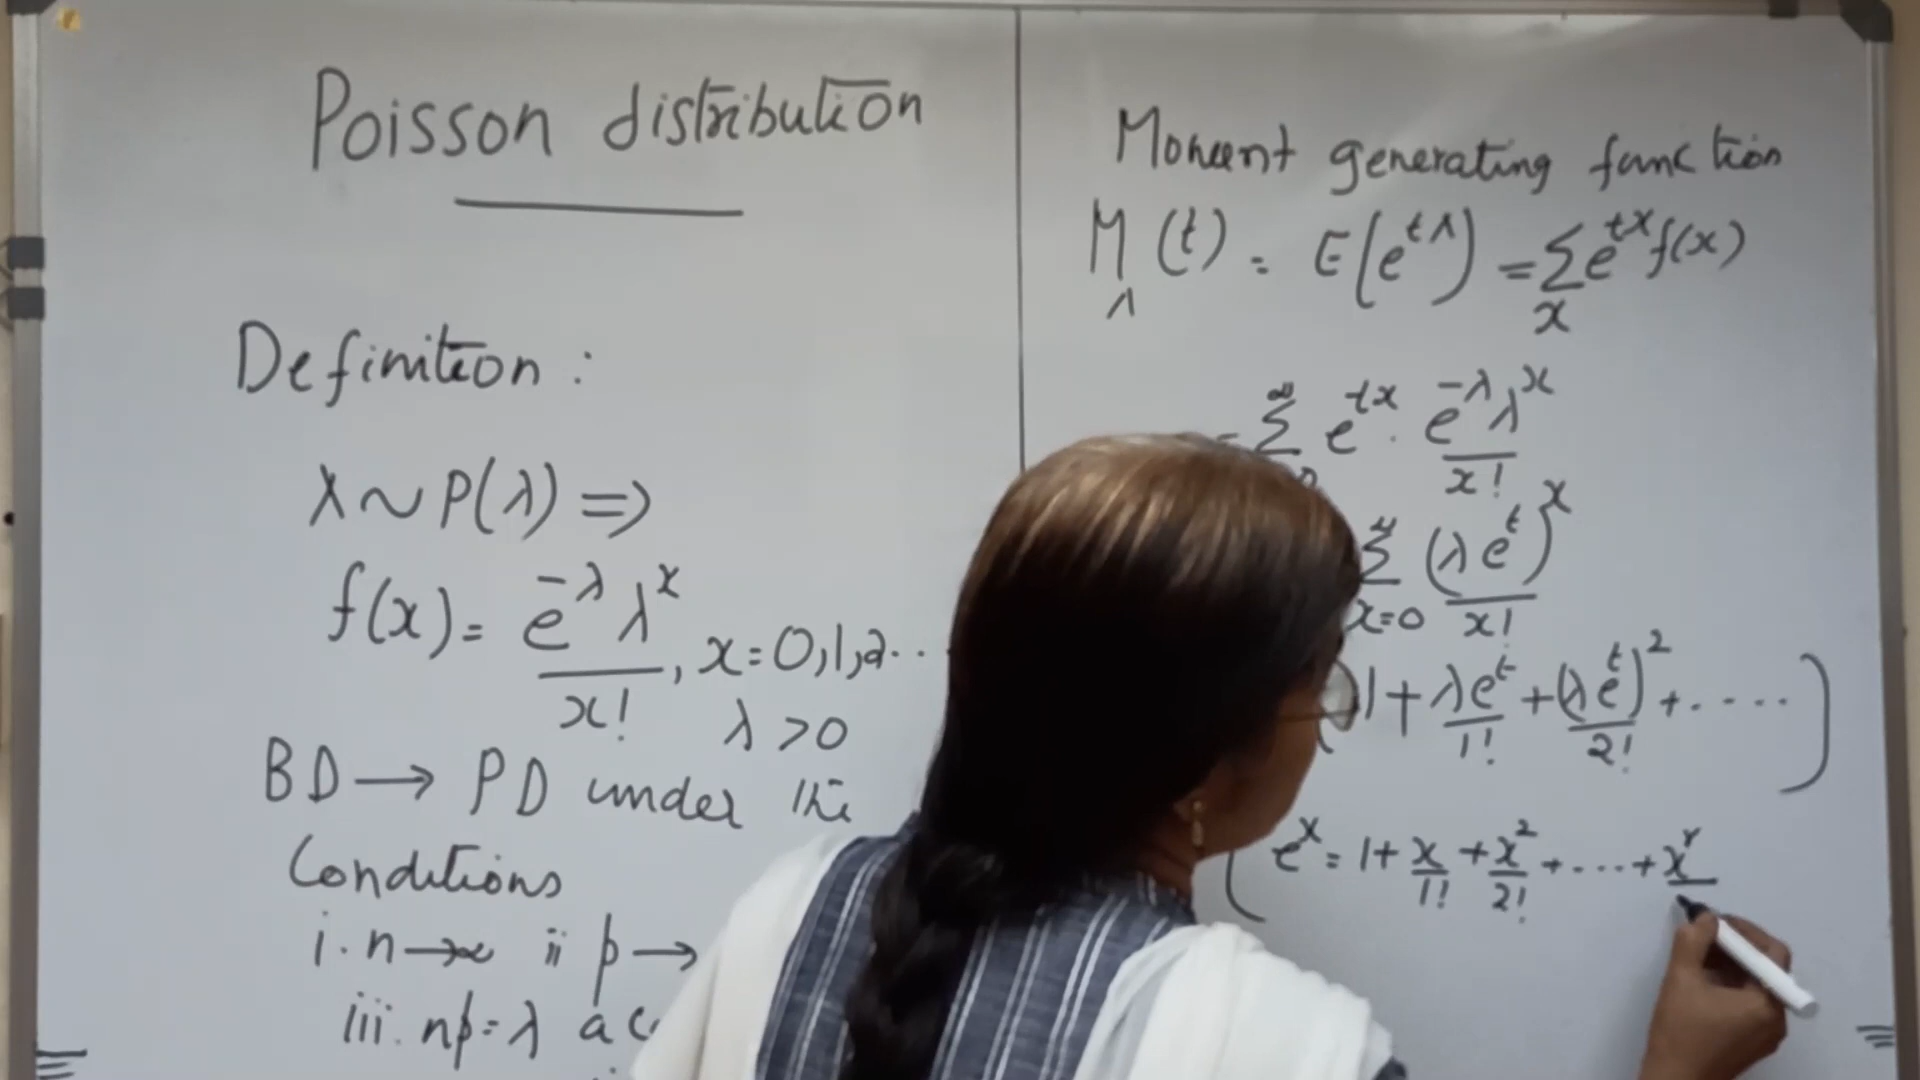 Poisson distribution
Definition :
X ~ P(λ) =>
f(x) = e^{-λ} λ^x / x! , x = 0,1,2..
λ > 0
BD → PD under the
Conditions
i. n → ∞ ii p →
iii. np = λ a
Moment generating function
M_X(t) = E(e^{tX}) = Σ_x e^{tx} f(x)
= Σ^∞ e^{tx} . e^{-λ} λ^x / x!
Σ^∞_{x=0} (λe^t)^x / x!
1 + λe^t / 1! + (λe^t)^2 / 2! + .....)
(e^x = 1 + x/1! + x^2/2! + .... + x^r